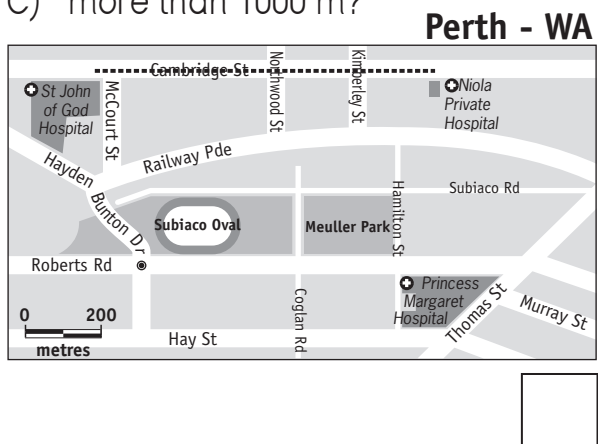 C) more than 1000 m?
Perth - WA
Cambridge St
Northwood St
Kimberley St
St John
of God
Hospital
McCourt St
Niola
Private
Hospital
Hayden
Bunton Dr
Railway Pde
Subiaco Rd
Hamilton St
Subiaco Oval
Meuller Park
Roberts Rd
Princess
Margaret
Hospital
Coglan Rd
Thomas St
Murray St
0 200
metres
Hay St